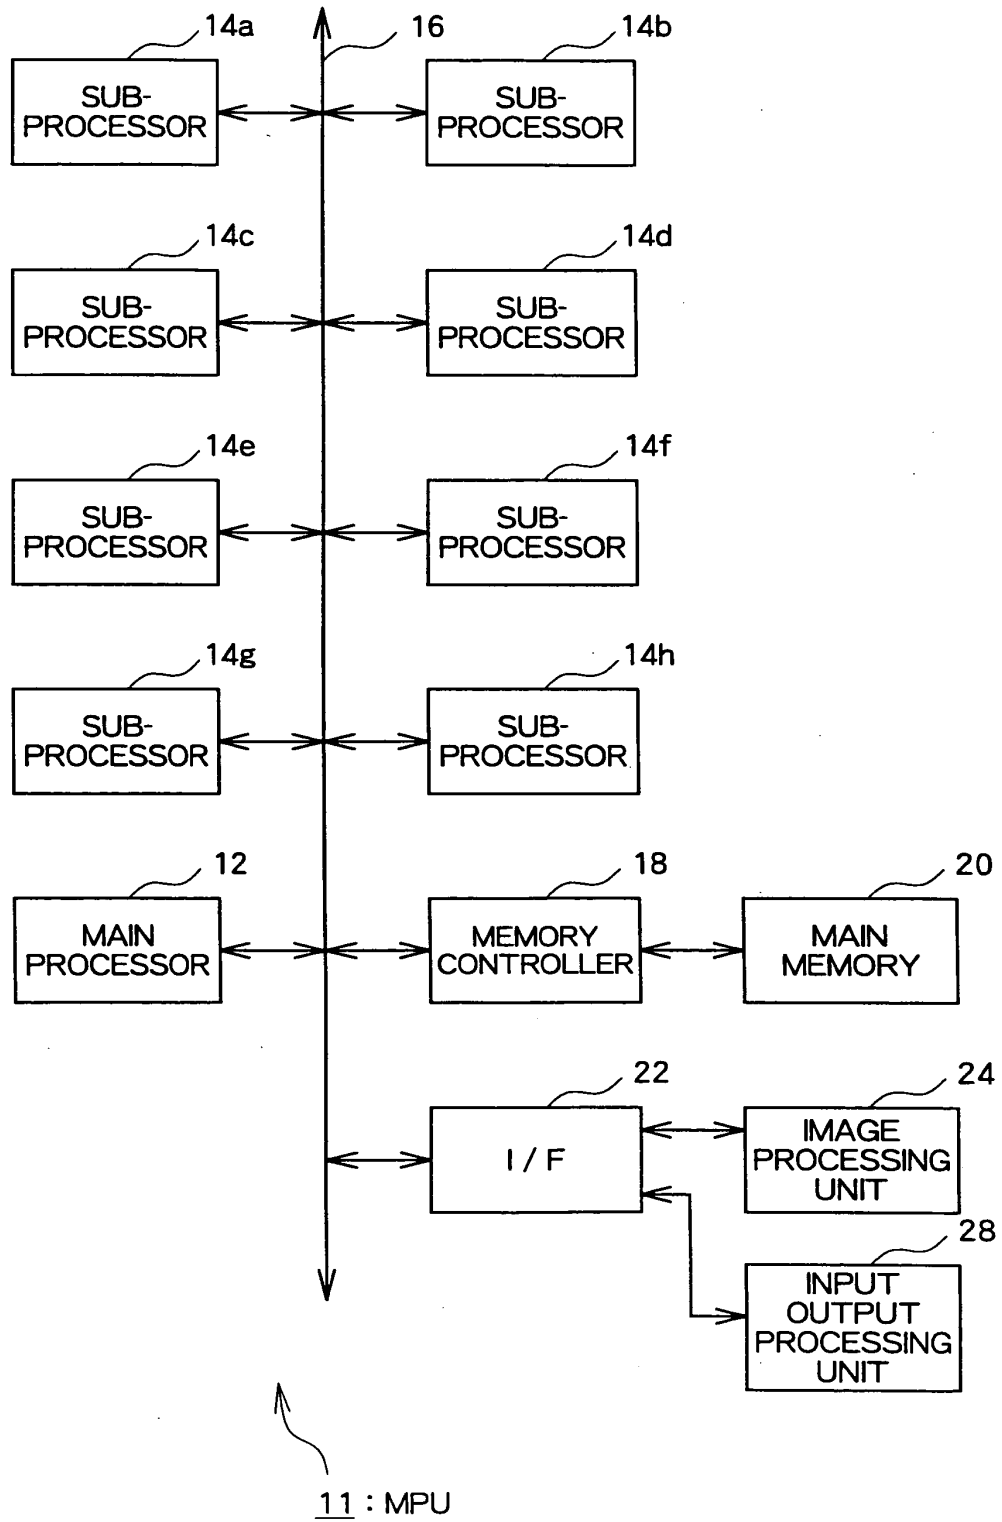 14a
16
14b
SUB-
PROCESSOR
SUB-
PROCESSOR
14c
14d
SUB-
PROCESSOR
SUB-
PROCESSOR
14e
14f
SUB-
PROCESSOR
SUB-
PROCESSOR
14g
14h
SUB-
PROCESSOR
SUB-
PROCESSOR
12
18
20
MAIN
PROCESSOR
MEMORY
CONTROLLER
MAIN
MEMORY
22
24
I/F
IMAGE
PROCESSING
UNIT
28
INPUT
OUTPUT
PROCESSING
UNIT
11 : MPU